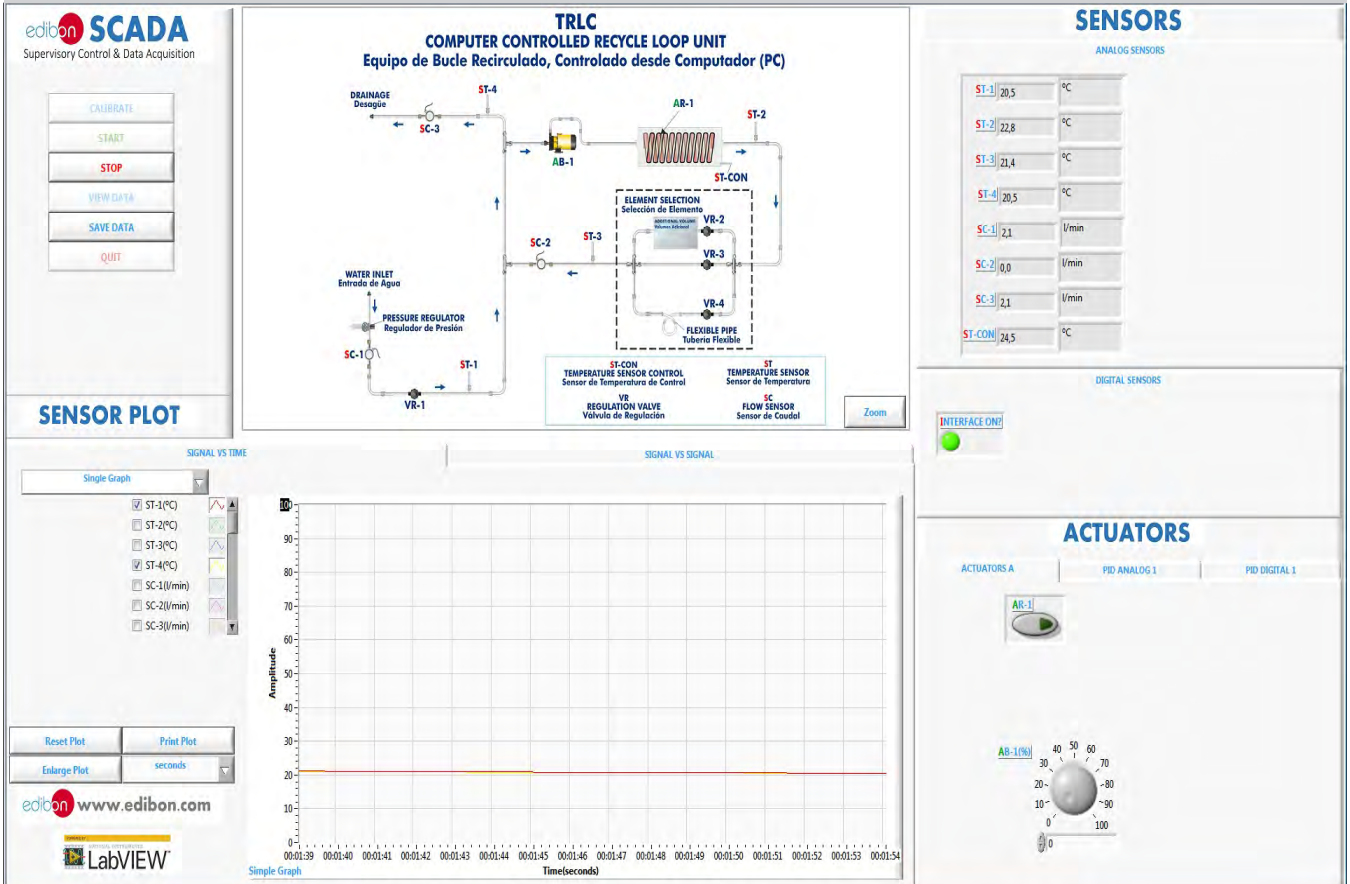 edibon SCADA
Supervisory Control & Data Acquisition
CALIBRATE
START
STOP
VIEW DATA
SAVE DATA
QUIT
TRLC
COMPUTER CONTROLLED RECYCLE LOOP UNIT
Equipo de Bucle Recirculado, Controlado desde Computador (PC)
DRAINAGE
Desagüe
ST-4
SC-3
AB-1
AR-1
ST-2
ST-CON
ELEMENT SELECTION
Selección de Elemento
ADDITIONAL VOLUME
Volumen Adicional
VR-2
VR-3
VR-4
FLEXIBLE PIPE
Tubería Flexible
SC-2
ST-3
WATER INLET
Entrada de Agua
PRESSURE REGULATOR
Regulador de Presión
SC-1
ST-1
VR-1
ST-CON
TEMPERATURE SENSOR CONTROL
Sensor de Temperatura de Control
ST
TEMPERATURE SENSOR
Sensor de Temperatura
VR
REGULATION VALVE
Válvula de Regulación
SC
FLOW SENSOR
Sensor de Caudal
Zoom
SENSORS
ANALOG SENSORS
ST-1 20,5 ºC
ST-2 22,8 ºC
ST-3 21,4 ºC
ST-4 20,5 ºC
SC-1 2,1 l/min
SC-2 0,0 l/min
SC-3 2,1 l/min
ST-CON 24,5 ºC
DIGITAL SENSORS
INTERFACE ON?
SENSOR PLOT
SIGNAL VS TIME
SIGNAL VS SIGNAL
Single Graph
ST-1(ºC)
ST-2(ºC)
ST-3(ºC)
ST-4(ºC)
SC-1(l/min)
SC-2(l/min)
SC-3(l/min)
Reset Plot
Print Plot
Enlarge Plot
seconds
edibon www.edibon.com
LabVIEW
Amplitude
90
80
70
60
50
40
30
20
10
0
00:01:39 00:01:40 00:01:41 00:01:42 00:01:43 00:01:44 00:01:45 00:01:46 00:01:47 00:01:48 00:01:49 00:01:50 00:01:51 00:01:52 00:01:53 00:01:54
Simple Graph
Time(seconds)
ACTUATORS
ACTUATORS A
PID ANALOG 1
PID DIGITAL 1
AR-1
AB-1(%)
0
10
20
30
40
50
60
70
80
90
100
0